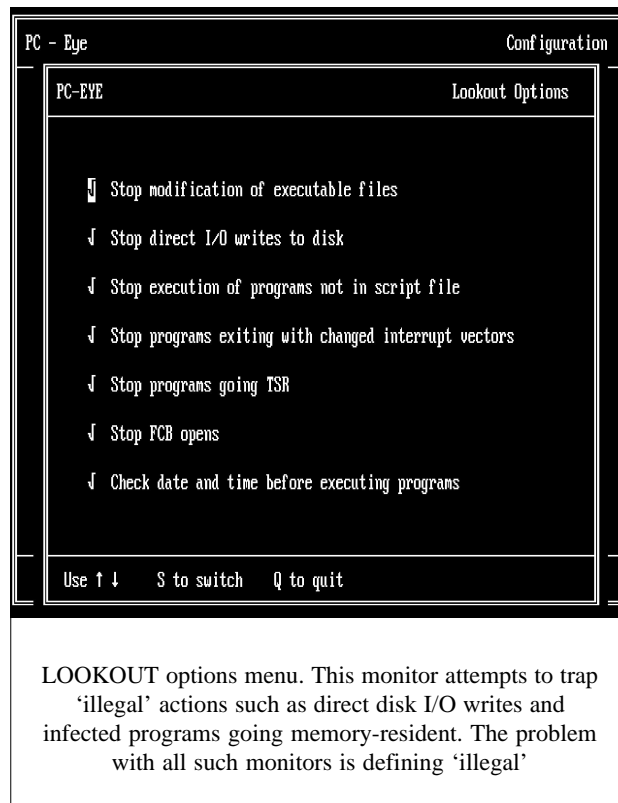 PC - Eye Configuration
PC-EYE Lookout Options
√ Stop modification of executable files
√ Stop direct I/O writes to disk
√ Stop execution of programs not in script file
√ Stop programs exiting with changed interrupt vectors
√ Stop programs going TSR
√ Stop FCB opens
√ Check date and time before executing programs
Use ↑ ↓ S to switch Q to quit
LOOKOUT options menu. This monitor attempts to trap
‘illegal’ actions such as direct disk I/O writes and
infected programs going memory-resident. The problem
with all such monitors is defining ‘illegal’